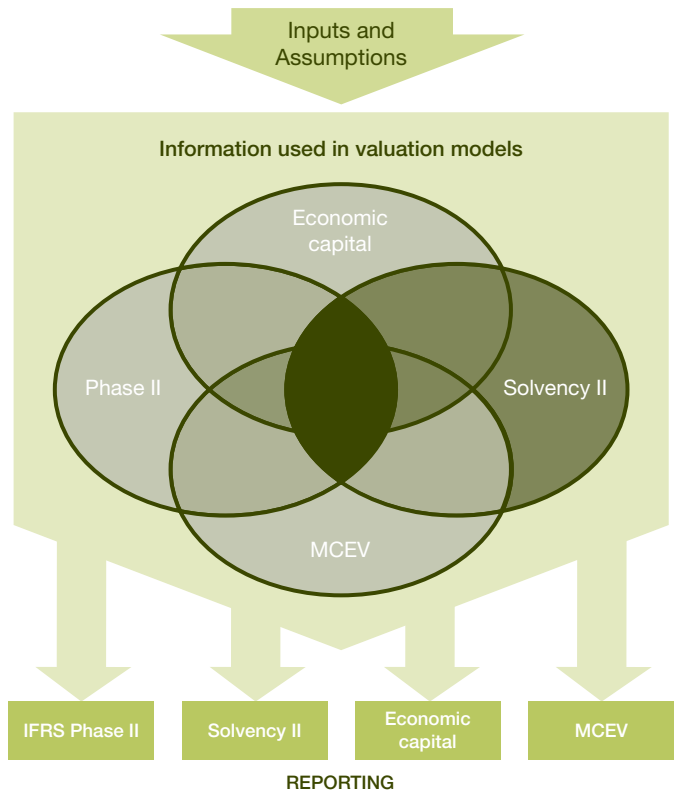 Inputs and
Assumptions
Information used in valuation models
Economic
capital
Phase II
Solvency II
MCEV
IFRS Phase II
Solvency II
Economic
capital
MCEV
REPORTING